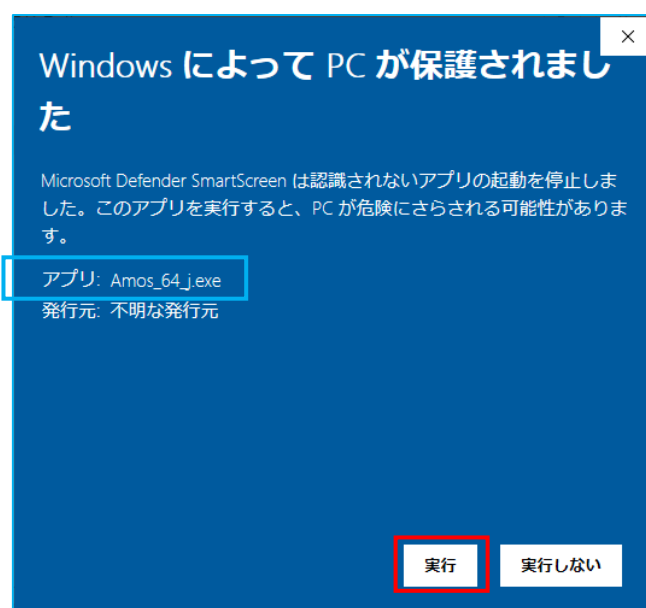 Windows によって PC が保護されまし
た
Microsoft Defender SmartScreen は認識されないアプリの起動を停止しま
した。このアプリを実行すると、PC が危険にさらされる可能性がありま
す。
アプリ: Amos_64_j.exe
発行元: 不明な発行元
実行 実行しない